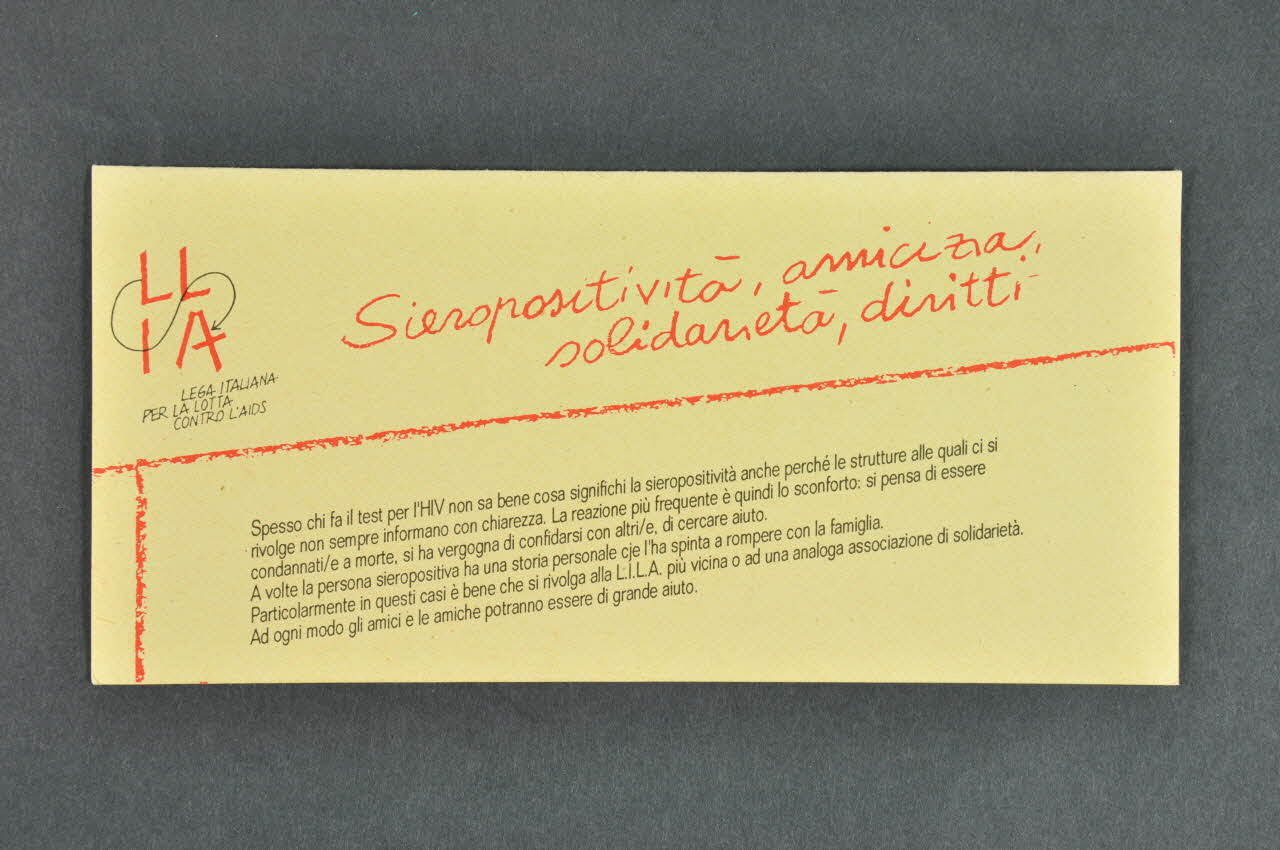 LL
IA
LEGA ITALIANA
PER LA LOTTA
CONTRO L'AIDS
Sieropositività, amicizia,
solidarietà, diritti
Spesso chi fa il test per l'HIV non sa bene cosa significhi la sieropositività anche perché le strutture alle quali ci si
rivolge non sempre informano con chiarezza. La reazione più frequente è quindi lo sconforto: si pensa di essere
condannati/e a morte, si ha vergogna di confidarsi con altri/e, di cercare aiuto.
A volte la persona sieropositiva ha una storia personale cje l'ha spinta a rompere con la famiglia.
Particolarmente in questi casi è bene che si rivolga alla L.I.L.A. più vicina o ad una analoga associazione di solidarietà.
Ad ogni modo gli amici e le amiche potranno essere di grande aiuto.